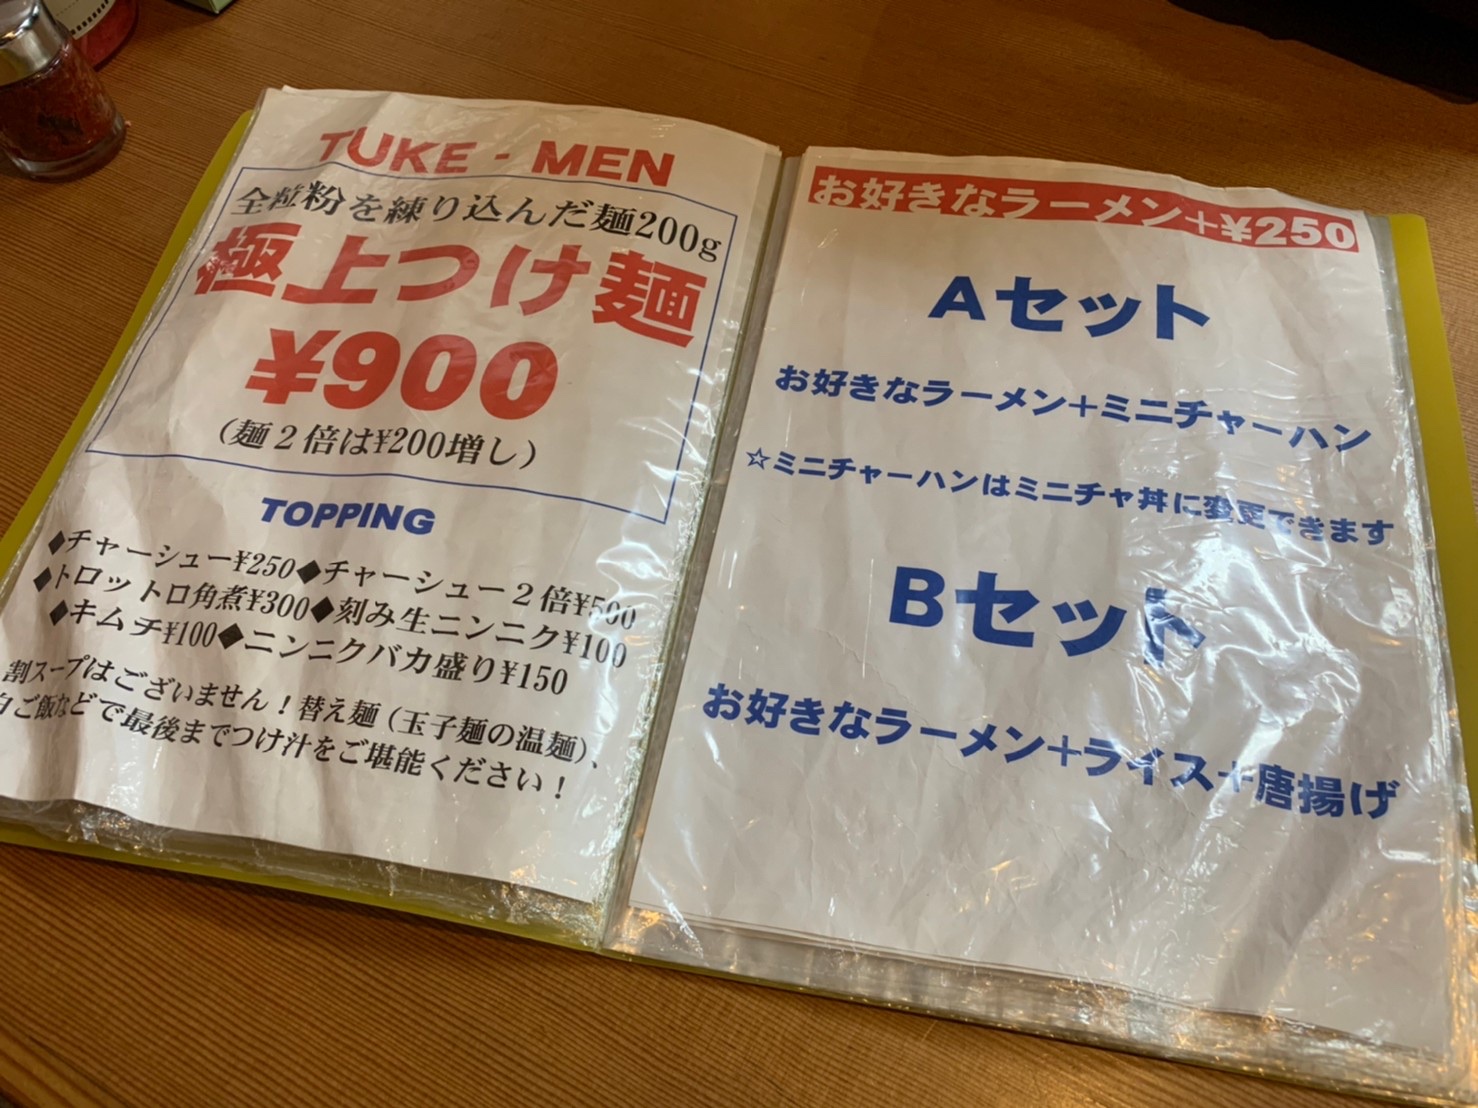 TUKE - MEN
全粒粉を練り込んだ麺200g
極上つけ麺
¥900
(麺２倍は¥200増し)
TOPPING
◆チャーシュー¥250◆チャーシュー２倍¥500
◆トロットロ角煮¥300◆刻み生ニンニク¥100
◆キムチ¥100◆ニンニクバカ盛り¥150
割スープはございません！替え麺（玉子麺の温麺）、
白ご飯などで最後までつけ汁をご堪能ください！
お好きなラーメン+¥250
Aセット
お好きなラーメン+ミニチャーハン
☆ミニチャーハンはミニチャ丼に変更できます
Bセット
お好きなラーメン+ライス+唐揚げ